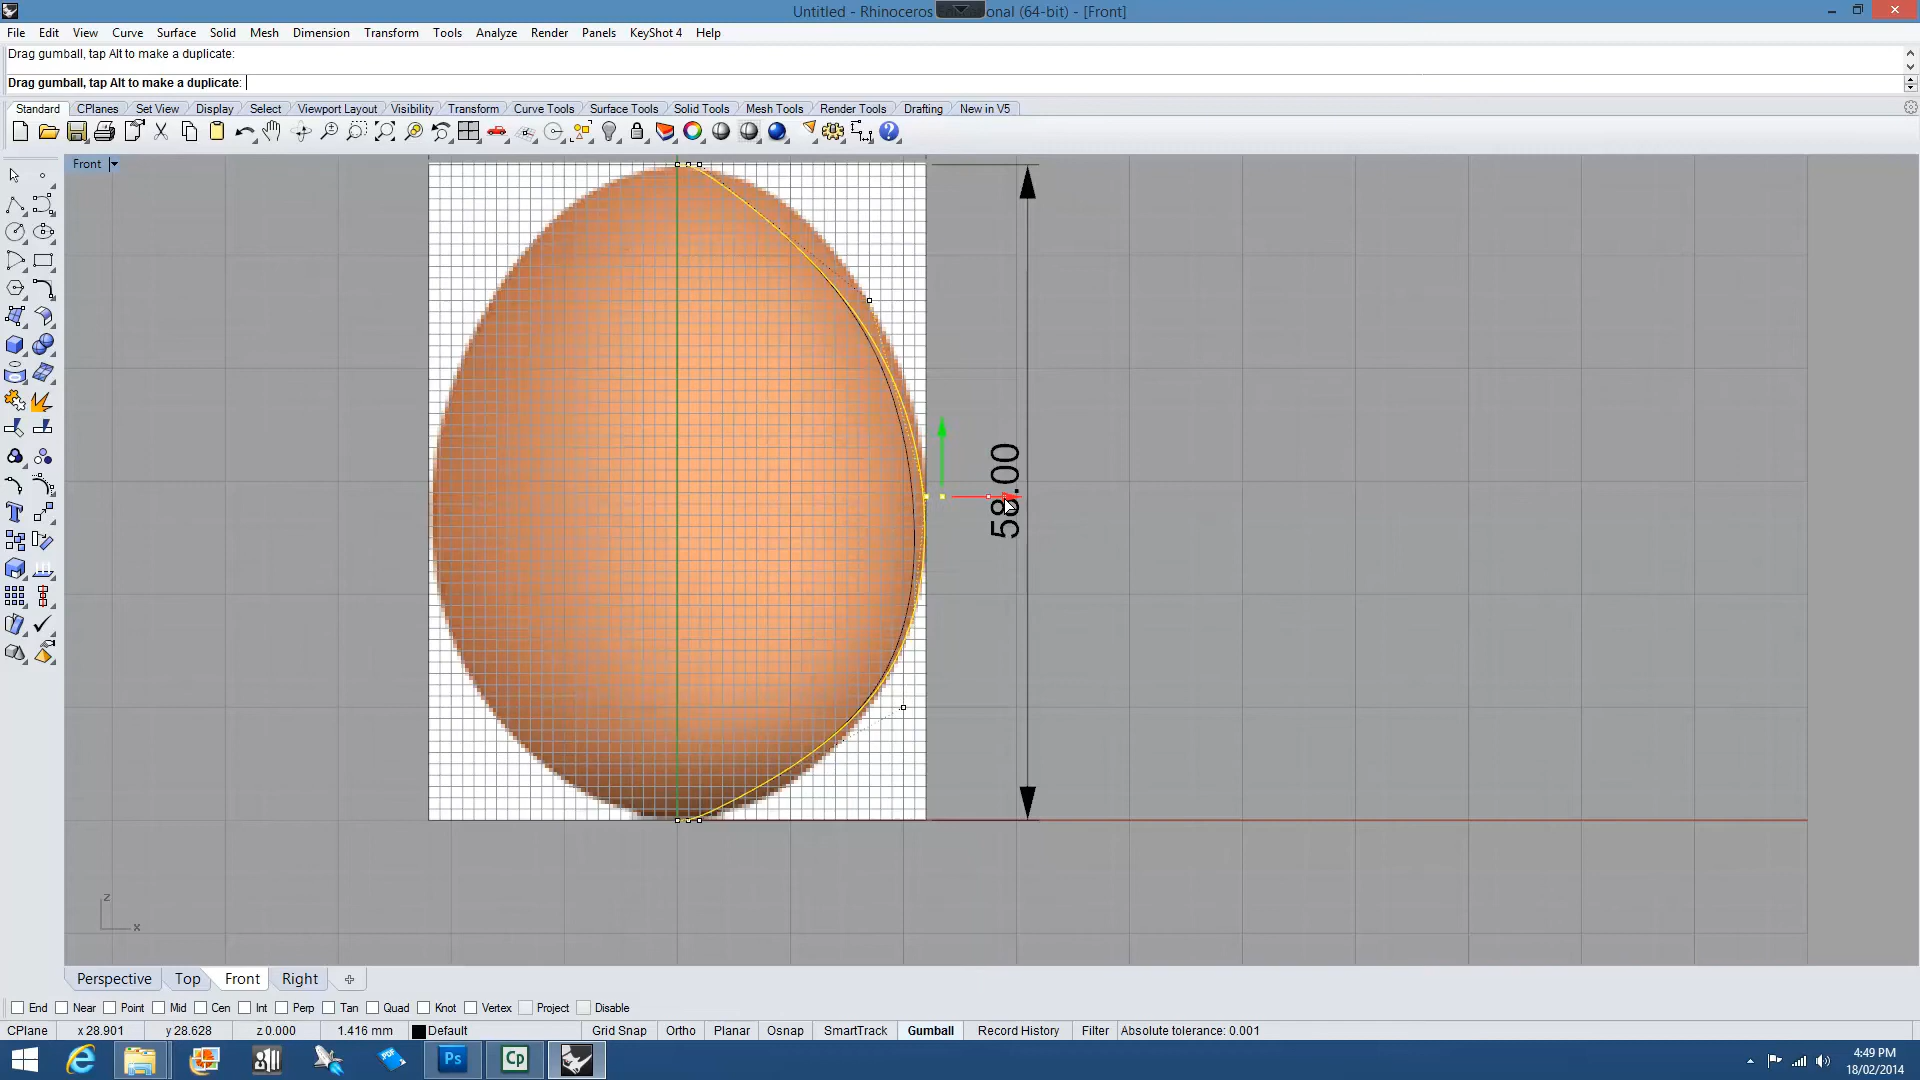 Untitled - Rhinoceros Educational (64-bit) - [Front]
File Edit View Curve Surface Solid Mesh Dimension Transform Tools Analyze Render Panels KeyShot 4 Help
Drag gumball, tap Alt to make a duplicate:
Drag gumball, tap Alt to make a duplicate:
Standard CPlanes Set View Display Select Viewport Layout Visibility Transform Curve Tools Surface Tools Solid Tools Mesh Tools Render Tools Drafting New in V5
Front
58.00
z
x
Perspective Top Front Right
End Near Point Mid Cen Int Perp Tan Quad Knot Vertex Project Disable
CPlane x 28.901 y 28.628 z 0.000 1.416 mm Default Grid Snap Ortho Planar Osnap SmartTrack Gumball Record History Filter Absolute tolerance: 0.001
Ps Cp
4:49 PM
18/02/2014